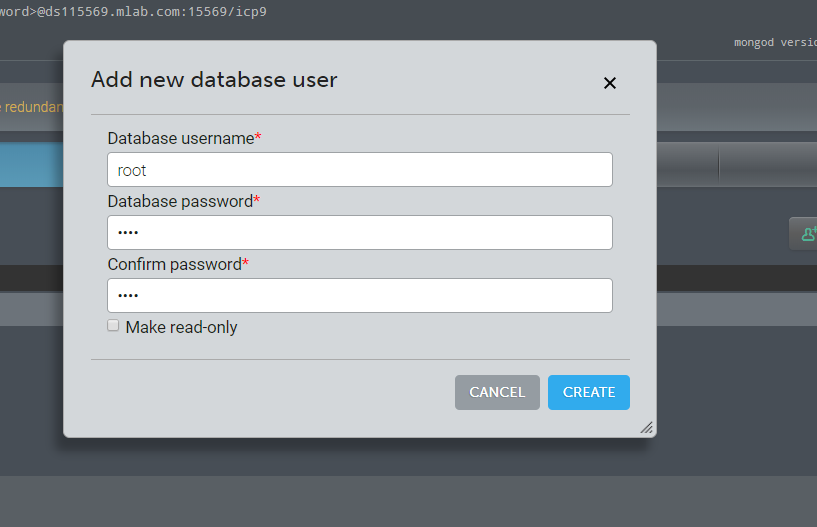 word>@ds115569.mlab.com:15569/icp9
mongod versio
Add new database user
e redundan
Database username*
root
Database password*
••••
Confirm password*
••••
Make read-only
CANCEL CREATE